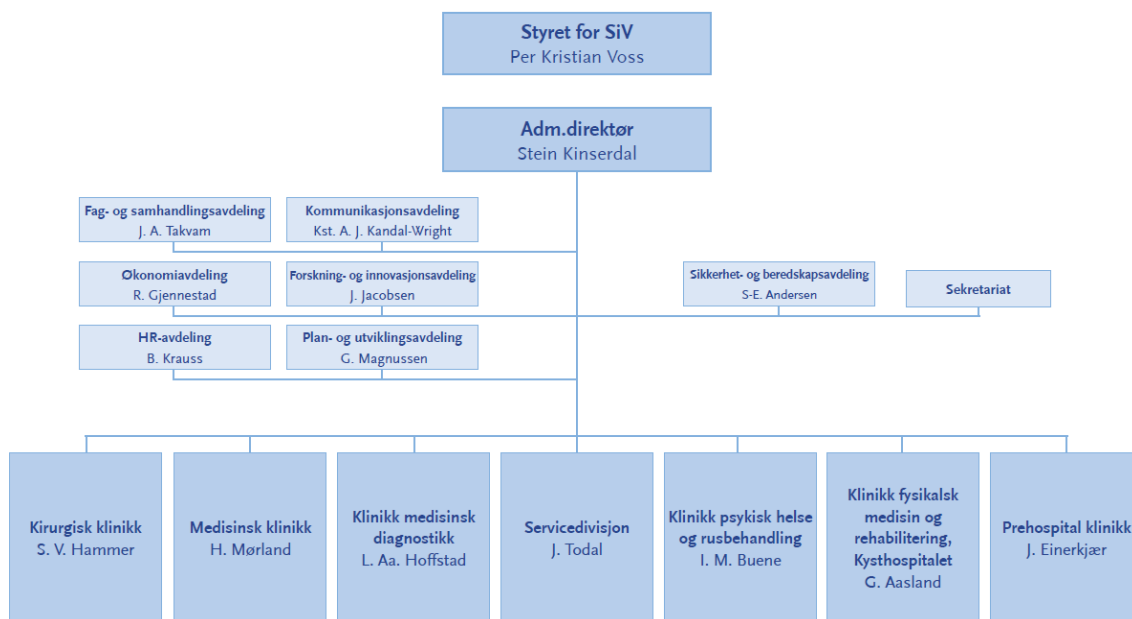 Styret for SiV
Per Kristian Voss
Adm.direktør
Stein Kinserdal
Fag- og samhandlingsavdeling
J. A. Takvam
Kommunikasjonsavdeling
Kst. A. J. Kandal-Wright
Økonomiavdeling
R. Gjennestad
Forskning- og innovasjonsavdeling
J. Jacobsen
Sikkerhet- og beredskapsavdeling
S-E. Andersen
Sekretariat
HR-avdeling
B. Krauss
Plan- og utviklingsavdeling
G. Magnussen
Kirurgisk klinikk
S. V. Hammer
Medisinsk klinikk
H. Mørland
Klinikk medisinsk
diagnostikk
L. Aa. Hoffstad
Servicedivisjon
J. Todal
Klinikk psykisk helse
og rusbehandling
I. M. Buene
Klinikk fysikalsk
medisin og
rehabilitering,
Kysthospitalet
G. Aasland
Prehospital klinikk
J. Einerkjær